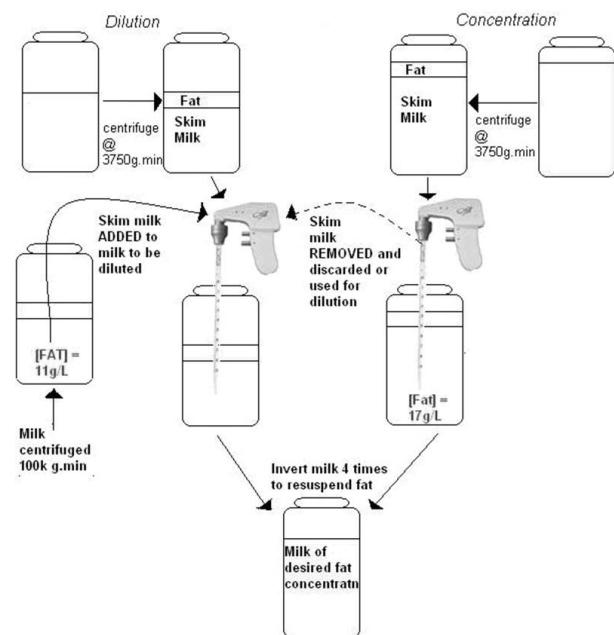 Dilution
Concentration
Fat
Skim
Milk
centrifuge
@
3750g.min
Fat
Skim
Milk
centrifuge
@
3750g.min
Skim milk
ADDED to
milk to be
diluted
Skim
milk
REMOVED and
discarded or
used for
dilution
[FAT] =
11g/L
[Fat] =
17g/L
Milk
centrifuged
100k g.min
Invert milk 4 times
to resuspend fat
Milk of
desired fat
concentratn